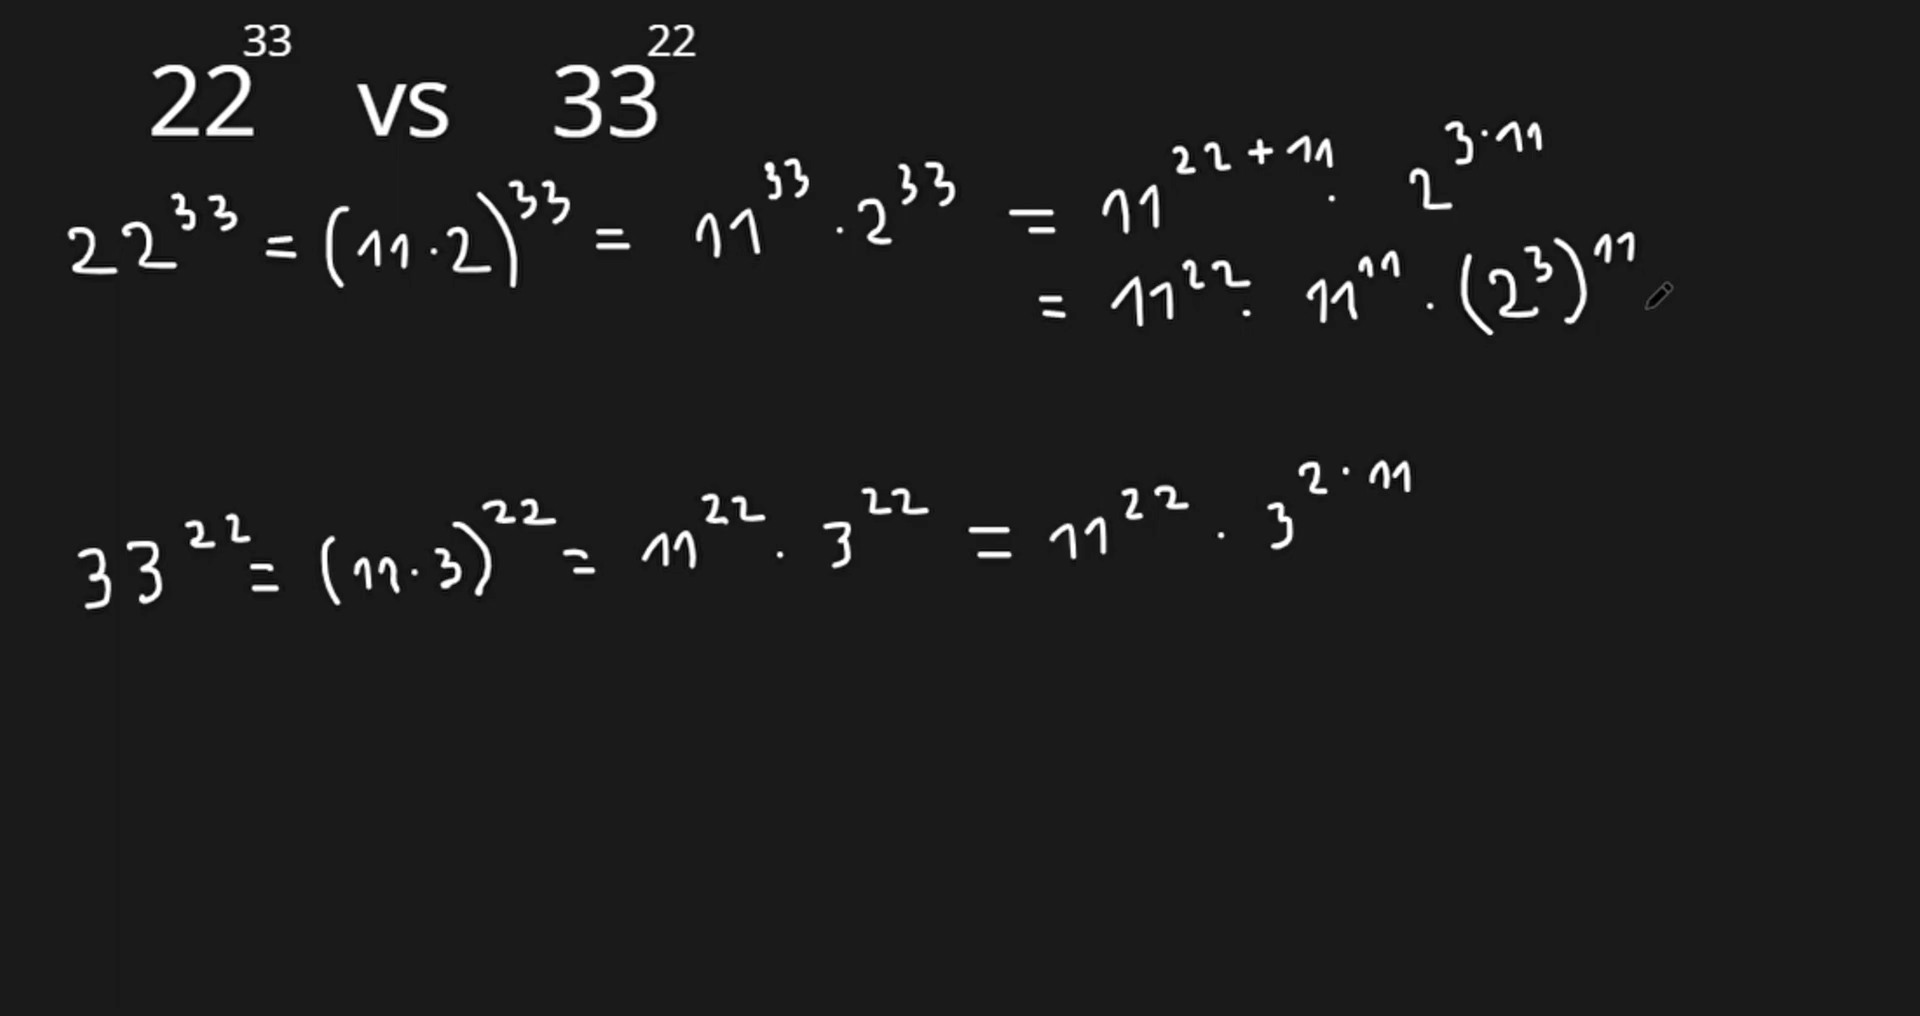 22^33 vs 33^22
22^33 = (11·2)^33 = 11^33 · 2^33 = 11^22+11 · 2^3·11
= 11^22 · 11^11 · (2^3)^11
33^22 = (11·3)^22 = 11^22 · 3^22 = 11^22 · 3^2·11